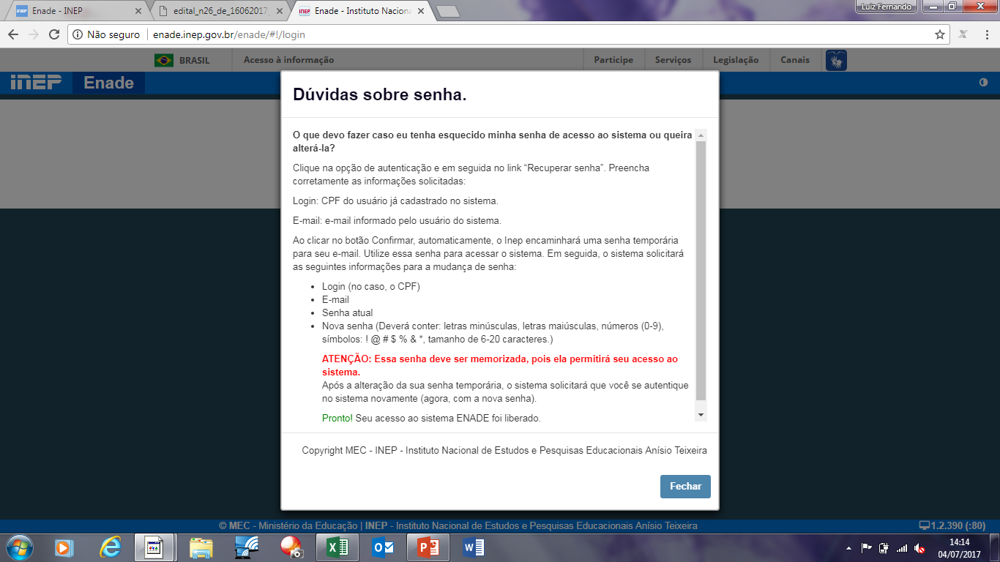 Enade - INEP
edital_n26_de_16062017
Enade - Instituto Naciona
Luiz Fernando
Não seguro
enade.inep.gov.br/enade/#!/login
BRASIL
Acesso à informação
Participe
Serviços
Legislação
Canais
inep
Enade
Dúvidas sobre senha.
O que devo fazer caso eu tenha esquecido minha senha de acesso ao sistema ou queira
alterá-la?
Clique na opção de autenticação e em seguida no link “Recuperar senha”. Preencha
corretamente as informações solicitadas:
Login: CPF do usuário já cadastrado no sistema.
E-mail: e-mail informado pelo usuário do sistema.
Ao clicar no botão Confirmar, automaticamente, o Inep encaminhará uma senha temporária
para seu e-mail. Utilize essa senha para acessar o sistema. Em seguida, o sistema solicitará
as seguintes informações para a mudança de senha:
• Login (no caso, o CPF)
• E-mail
• Senha atual
• Nova senha (Deverá conter: letras minúsculas, letras maiúsculas, números (0-9),
símbolos: ! @ # $ % & *, tamanho de 6-20 caracteres.)
ATENÇÃO: Essa senha deve ser memorizada, pois ela permitirá seu acesso ao
sistema.
Após a alteração da sua senha temporária, o sistema solicitará que você se autentique
no sistema novamente (agora, com a nova senha).
Pronto! Seu acesso ao sistema ENADE foi liberado.
Copyright MEC - INEP - Instituto Nacional de Estudos e Pesquisas Educacionais Anísio Teixeira
Fechar
© MEC - Ministério da Educação | INEP - Instituto Nacional de Estudos e Pesquisas Educacionais Anísio Teixeira
1.2.390 (:80)
14:14
04/07/2017